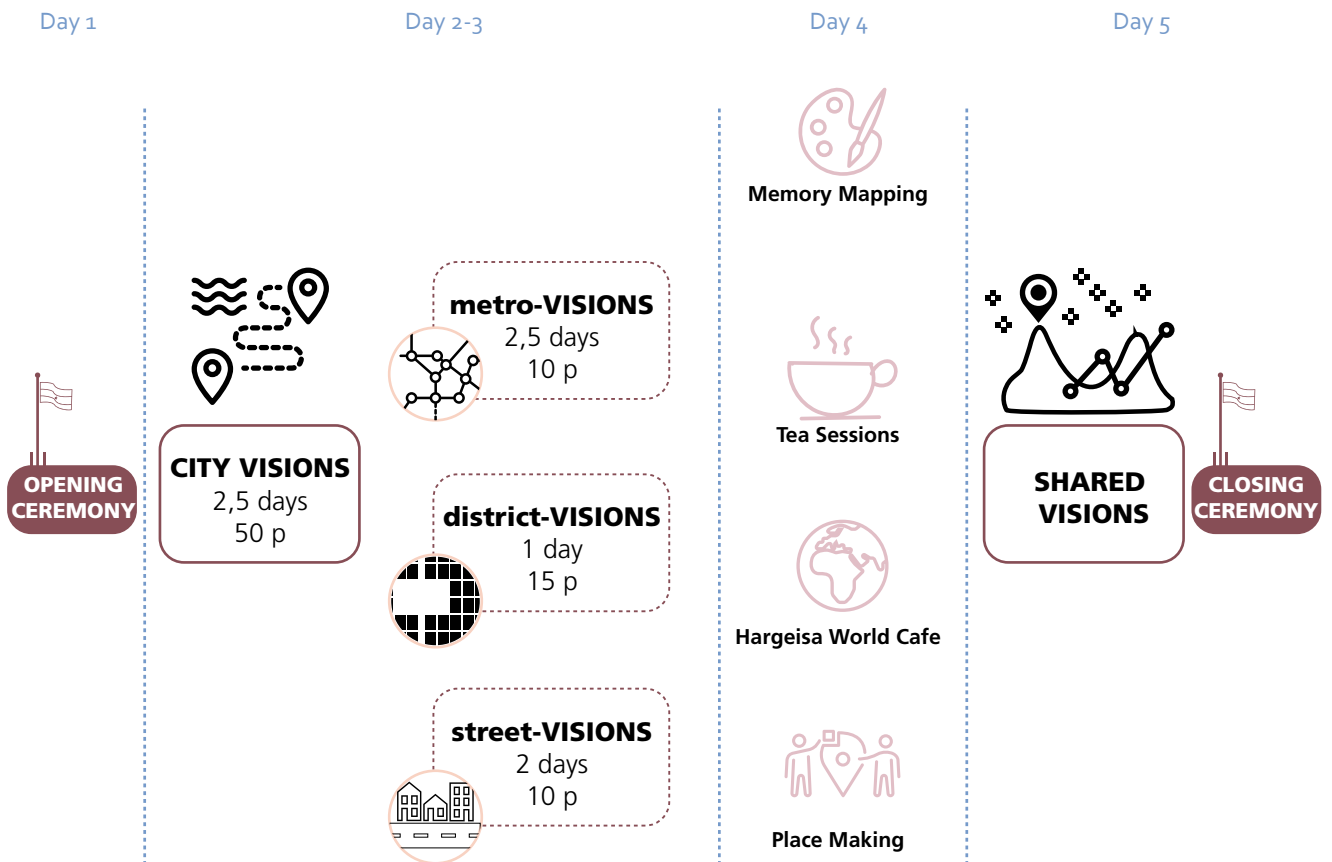 Day 1
Day 2-3
Day 4
Day 5
OPENING
CEREMONY
CITY VISIONS
2,5 days
50 p
metro-VISIONS
2,5 days
10 p
district-VISIONS
1 day
15 p
street-VISIONS
2 days
10 p
Memory Mapping
Tea Sessions
Hargeisa World Cafe
Place Making
SHARED
VISIONS
CLOSING
CEREMONY